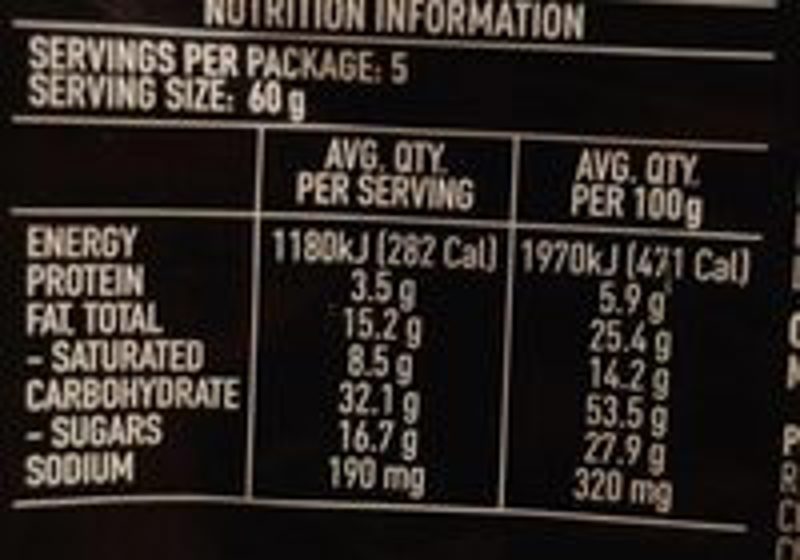 NUTRITION INFORMATION
SERVINGS PER PACKAGE: 5
SERVING SIZE: 60 g
AVG. QTY. PER SERVING AVG. QTY. PER 100g
ENERGY 1180kJ (282 Cal) 1970kJ (471 Cal)
PROTEIN 3.5 g 5.9 g
FAT, TOTAL 15.2 g 25.4 g
- SATURATED 8.5 g 14.2 g
CARBOHYDRATE 32.1 g 53.5 g
- SUGARS 16.7 g 27.9 g
SODIUM 190 mg 320 mg